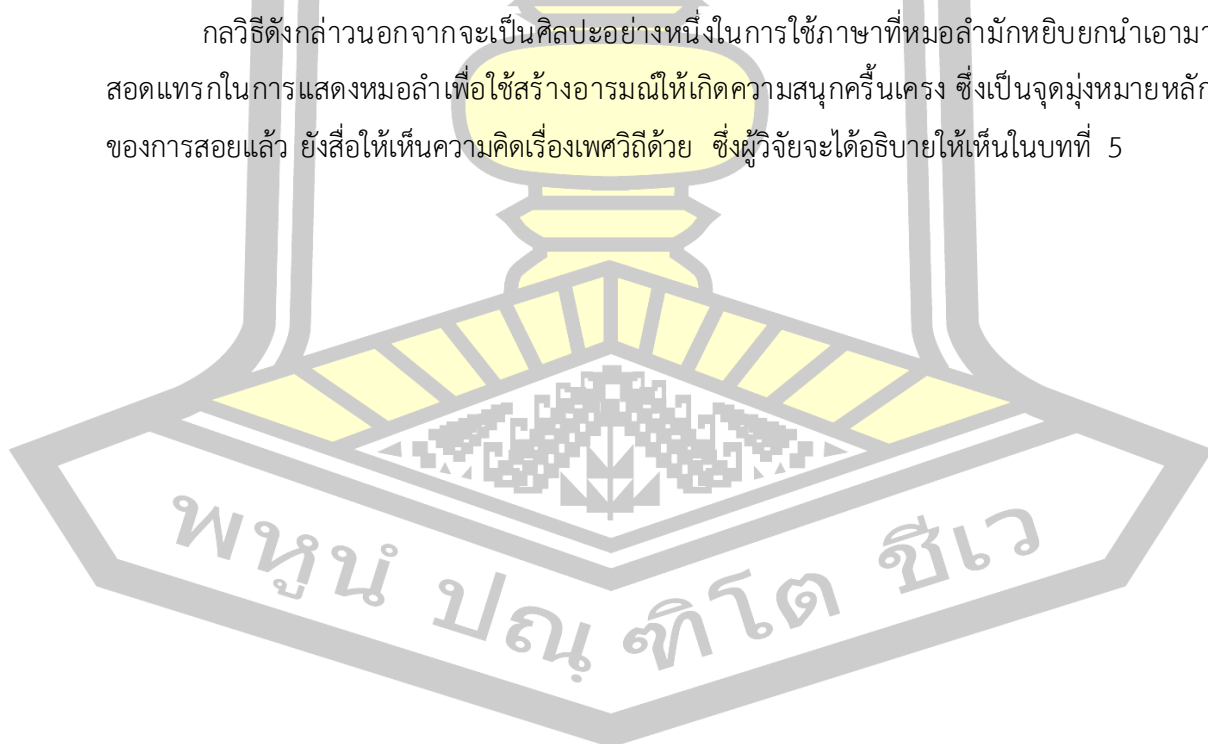 กลวิธีดังกล่าวนอกจากจะเป็นศิลปะอย่างหนึ่งในการใช้ภาษาที่หมอลำมักหยิบยกนำเอามา
สอดแทรกในการแสดงหมอลำเพื่อใช้สร้างอารมณ์ให้เกิดความสนุกครื้นเครง ซึ่งเป็นจุดมุ่งหมายหลัก
ของการสอยแล้ว ยังสื่อให้เห็นความคิดเรื่องเพศวิถีด้วย ซึ่งผู้วิจัยจะได้อธิบายให้เห็นในบทที่ 5
พหูนํ ปณฺฑิโต ชีเว